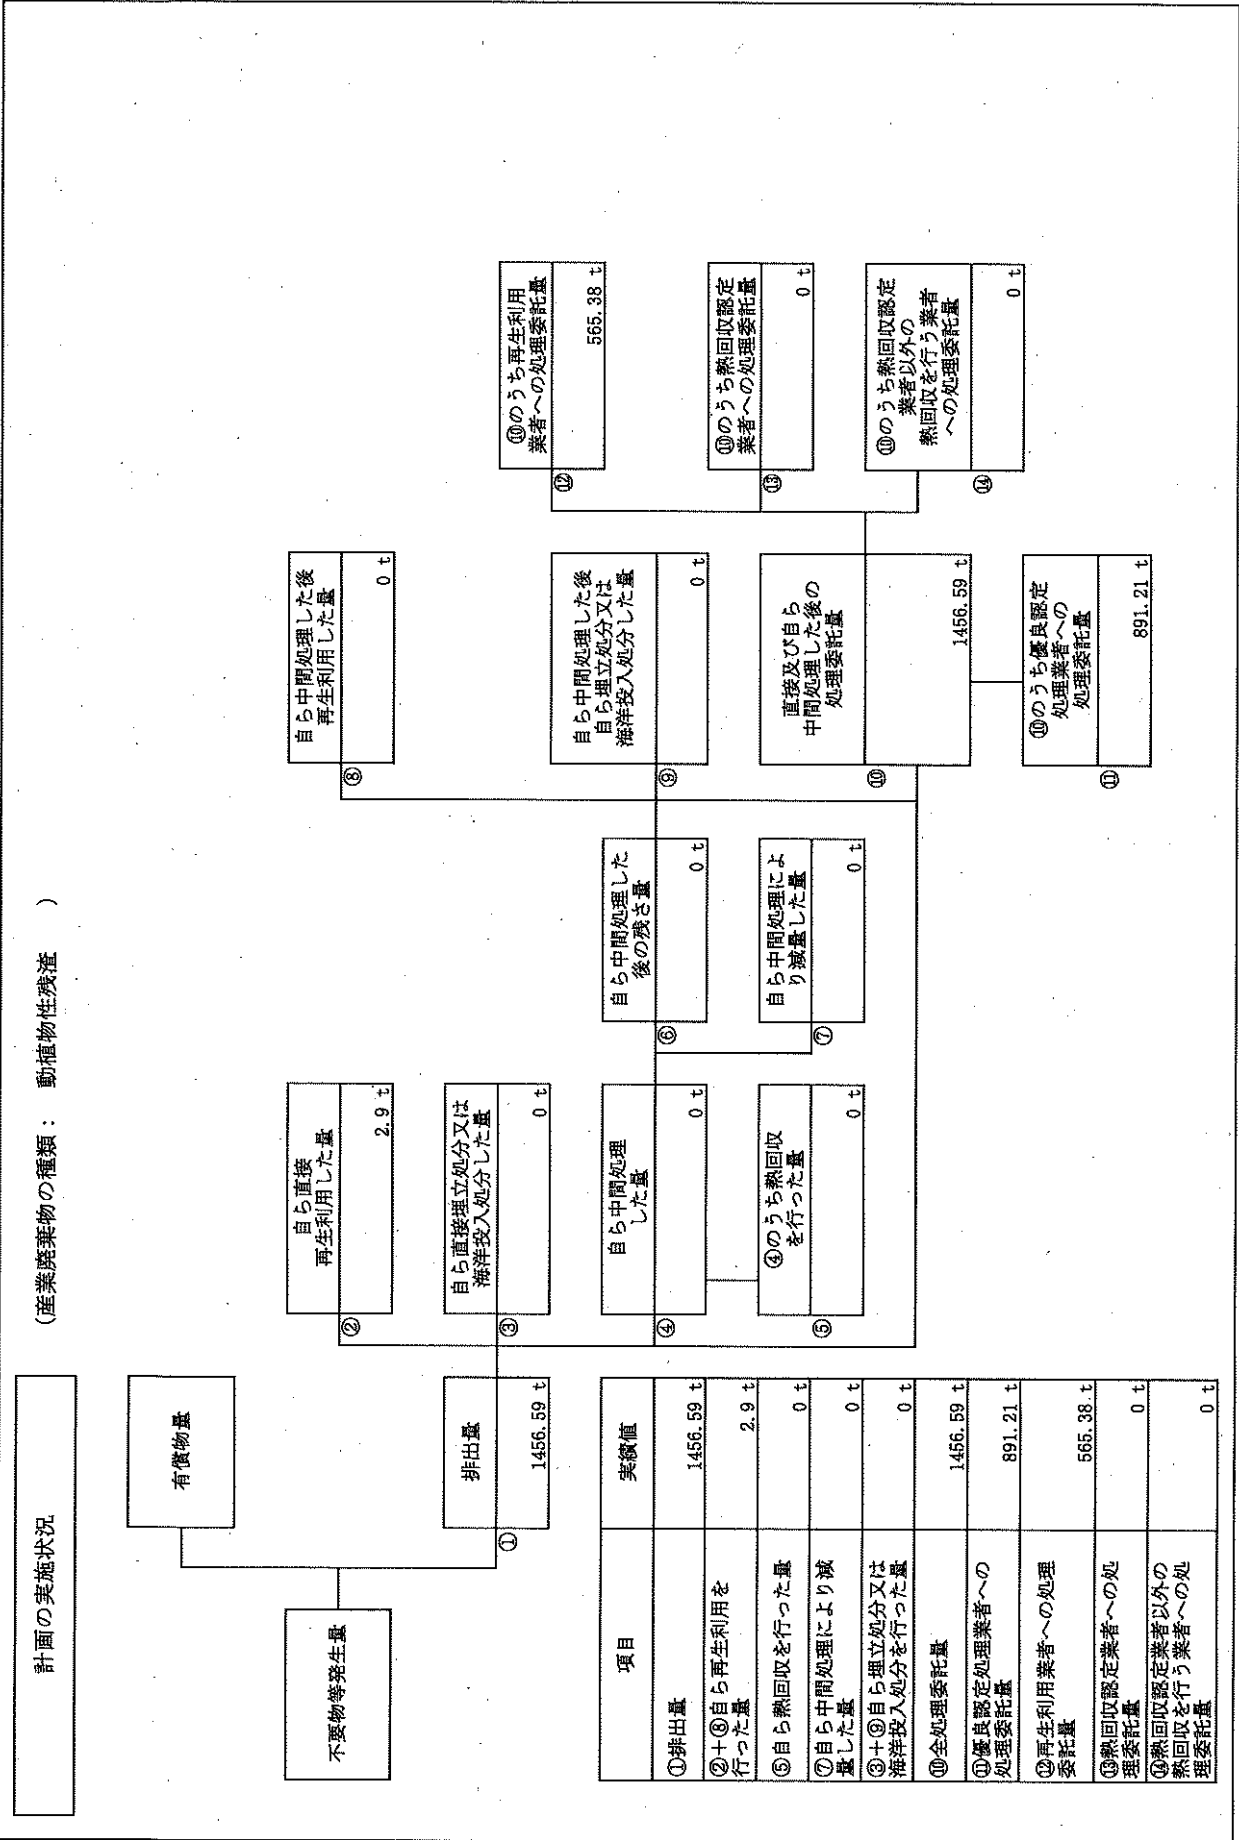 計画の実施状況
(産業廃棄物の種類： 動植物性残渣 )
不要物等発生量
有償物量
①
排出量
1456.59 t
②
自ら直接
再生利用した量
2.9 t
③
自ら直接埋立処分又は
海洋投入処分した量
0 t
④
自ら中間処理
した量
0 t
⑤
④のうち熱回収
を行った量
0 t
⑥
自ら中間処理した
後の残さ量
0 t
⑦
自ら中間処理によ
り減量した量
0 t
⑧
自ら中間処理した後
再生利用した量
0 t
⑨
自ら中間処理した後
自ら埋立処分又は
海洋投入処分した量
0 t
⑩
直接及び自ら
中間処理した後の
処理委託量
1456.59 t
⑪
⑩のうち優良認定
処理業者への
処理委託量
891.21 t
⑫
⑩のうち再生利用
業者への処理委託量
565.38 t
⑬
⑩のうち熱回収認定
業者への処理委託量
0 t
⑭
⑩のうち熱回収認定
業者以外の
熱回収を行う業者
への処理委託量
0 t
項目 実績値
①排出量 1456.59 t
②+⑧自ら再生利用を
行った量 2.9 t
⑤自ら熱回収を行った量 0 t
⑦自ら中間処理により減
量した量 0 t
③+⑨自ら埋立処分又は
海洋投入処分を行った量 0 t
⑩全処理委託量 1456.59 t
⑪優良認定処理業者への
処理委託量 891.21 t
⑫再生利用業者への処理
委託量 565.38 t
⑬熱回収認定業者への処
理委託量 0 t
⑭熱回収認定業者以外の
熱回収を行う業者への処
理委託量 0 t